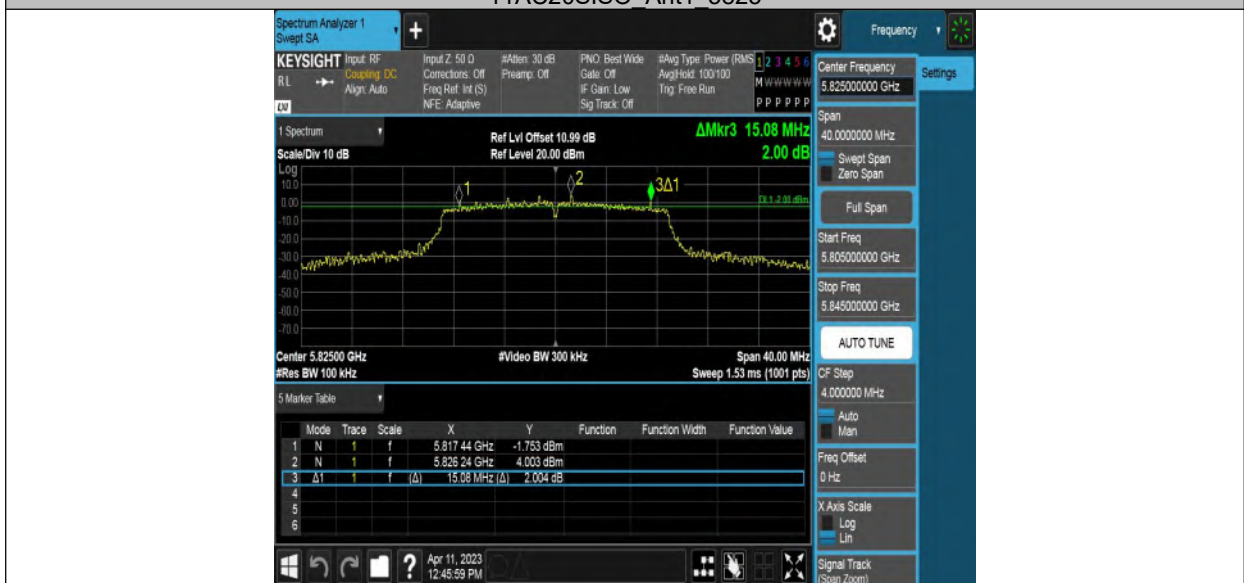 11AC20SISO_Ant1_5825
Spectrum Analyzer 1
Swept SA
+
Frequency
KEYSIGHT
RL
Input: RF
Coupling: DC
Align: Auto
Input Z: 50 Ω
Corrections: Off
Freq Ref: Int (S)
NFE: Adaptive
#Atten: 30 dB
Preamp: Off
PNO: Best Wide
Gate: Off
IF Gain: Low
Sig Track: Off
#Avg Type: Power (RMS
Avg|Hold: 100/100
Trig: Free Run
1 2 3 4 5 6
M W W W W W
P P P P P P
1 Spectrum
Scale/Div 10 dB
Ref Lvl Offset 10.99 dB
Ref Level 20.00 dBm
ΔMkr3 15.08 MHz
2.00 dB
Log
10.0
0.00
-10.0
-20.0
-30.0
-40.0
-50.0
-60.0
-70.0
1
2
3Δ1
DL1 -2.00 dBm
Center 5.82500 GHz
#Video BW 300 kHz
Span 40.00 MHz
#Res BW 100 kHz
Sweep 1.53 ms (1001 pts)
5 Marker Table
Mode Trace Scale X Y Function Function Width Function Value
1 N 1 f 5.817 44 GHz -1.753 dBm
2 N 1 f 5.826 24 GHz 4.003 dBm
3 Δ1 1 f (Δ) 15.08 MHz (Δ) 2.004 dB
4
5
6
Apr 11, 2023
12:45:59 PM
?
Center Frequency
5.825000000 GHz
Settings
Span
40.0000000 MHz
Swept Span
Zero Span
Full Span
Start Freq
5.805000000 GHz
Stop Freq
5.845000000 GHz
AUTO TUNE
CF Step
4.000000 MHz
Auto
Man
Freq Offset
0 Hz
X Axis Scale
Log
Lin
Signal Track
(Span Zoom)